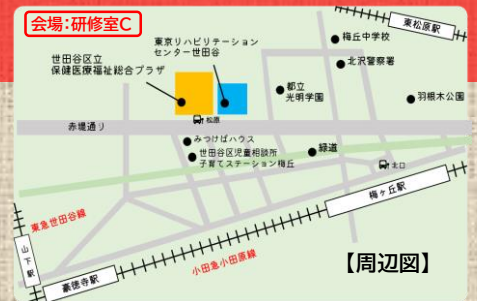 会場:研修室C
東松原駅
梅丘中学校
東京リハビリテーション
センター世田谷
北沢警察署
世田谷区立
保健医療福祉総合プラザ
都立
光明学園
羽根木公園
松原
赤堤通り
みつけばハウス
世田谷区児童相談所
子育てステーション梅丘
緑道
北口
梅ヶ丘駅
東急世田谷線
山下駅
小田急小田原線
豪徳寺駅
【周辺図】